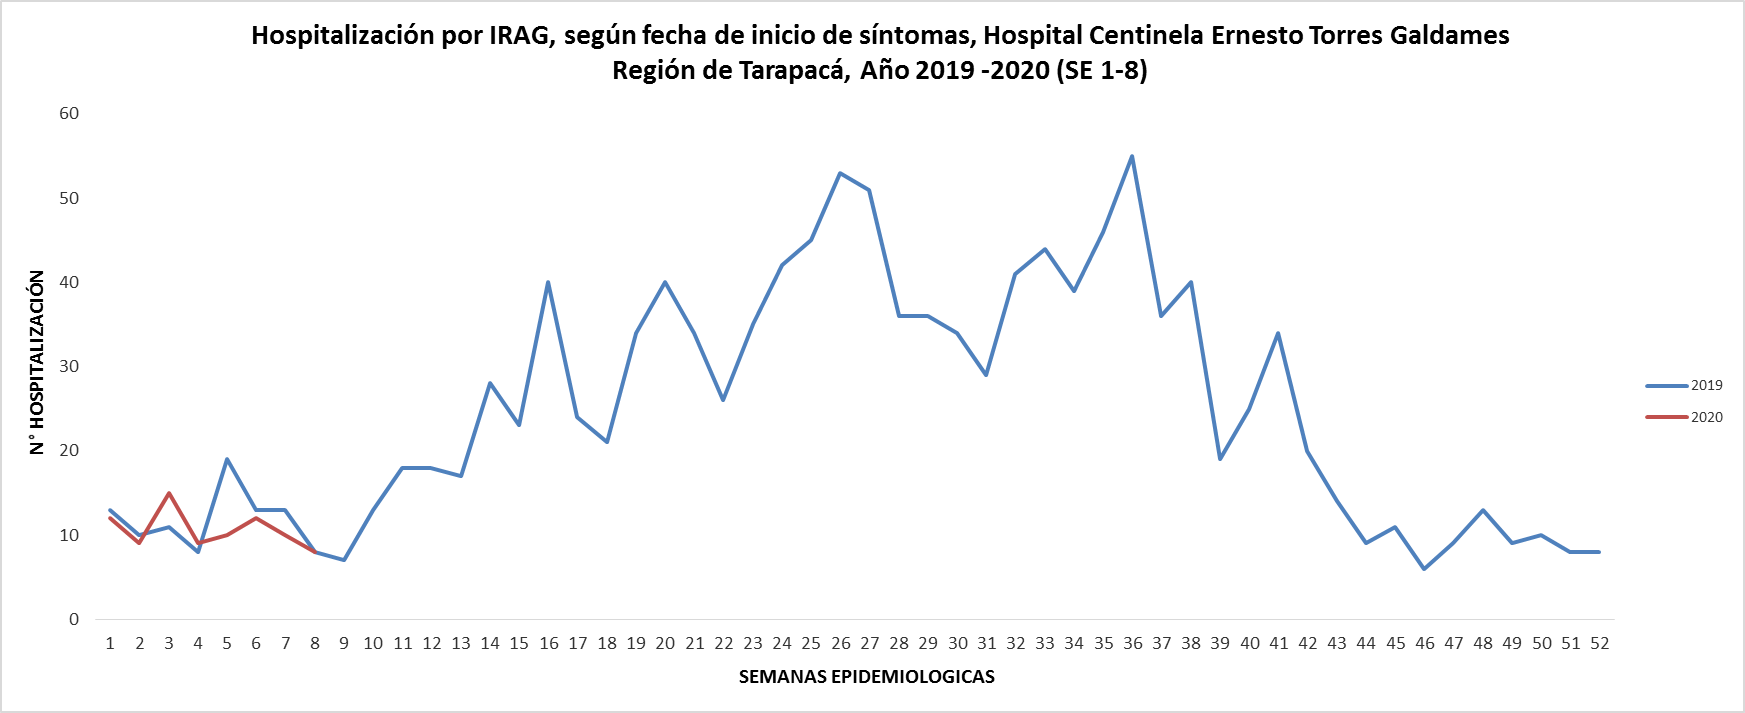 Hospitalización por IRAG, según fecha de inicio de síntomas, Hospital Centinela Ernesto Torres Galdames
Región de Tarapacá, Año 2019 -2020 (SE 1-8)
60
50
40
30
20
10
0
N° HOSPITALIZACIÓN
1 2 3 4 5 6 7 8 9 10 11 12 13 14 15 16 17 18 19 20 21 22 23 24 25 26 27 28 29 30 31 32 33 34 35 36 37 38 39 40 41 42 43 44 45 46 47 48 49 50 51 52
SEMANAS EPIDEMIOLOGICAS
2019
2020